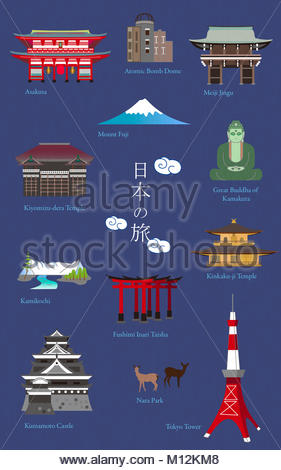 Asakusa
Atomic Bomb Dome
Meiji Jingu
Mount Fuji
Kiyomizu-dera Temple
日本の旅
Great Buddha of
Kamakura
Kinkaku-ji Temple
Kamikochi
Fushimi Inari Taisha
Kumamoto Castle
Nara Park
Tokyo Tower
alamy stock photo
M12KM8
www.alamy.com